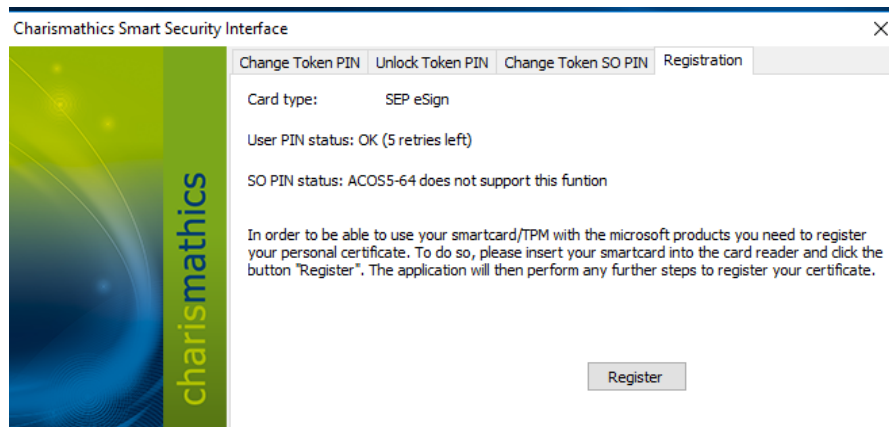 Charismathics Smart Security Interface
Change Token PIN Unlock Token PIN Change Token SO PIN Registration
Card type: SEP eSign
User PIN status: OK (5 retries left)
SO PIN status: ACOS5-64 does not support this funtion
In order to be able to use your smartcard/TPM with the microsoft products you need to register
your personal certificate. To do so, please insert your smartcard into the card reader and click the
button "Register". The application will then perform any further steps to register your certificate.
Register
charismathics